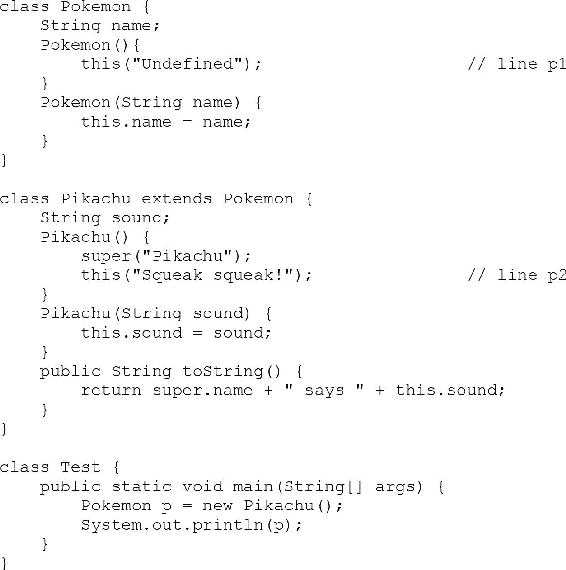 class Pokemon {
    String name;
    Pokemon(){
        this("Undefined");                    // line p1
    }
    Pokemon(String name) {
        this.name = name;
    }
}
class Pikachu extends Pokemon {
    String sound;
    Pikachu() {
        super("Pikachu");
        this("Squeak squeak!");               // line p2
    }
    Pikachu(String sound) {
        this.sound = sound;
    }
    public String toString() {
        return super.name + " says " + this.sound;
    }
}
class Test {
    public static void main(String[] args) {
        Pokemon p = new Pikachu();
        System.out.println(p);
    }
}